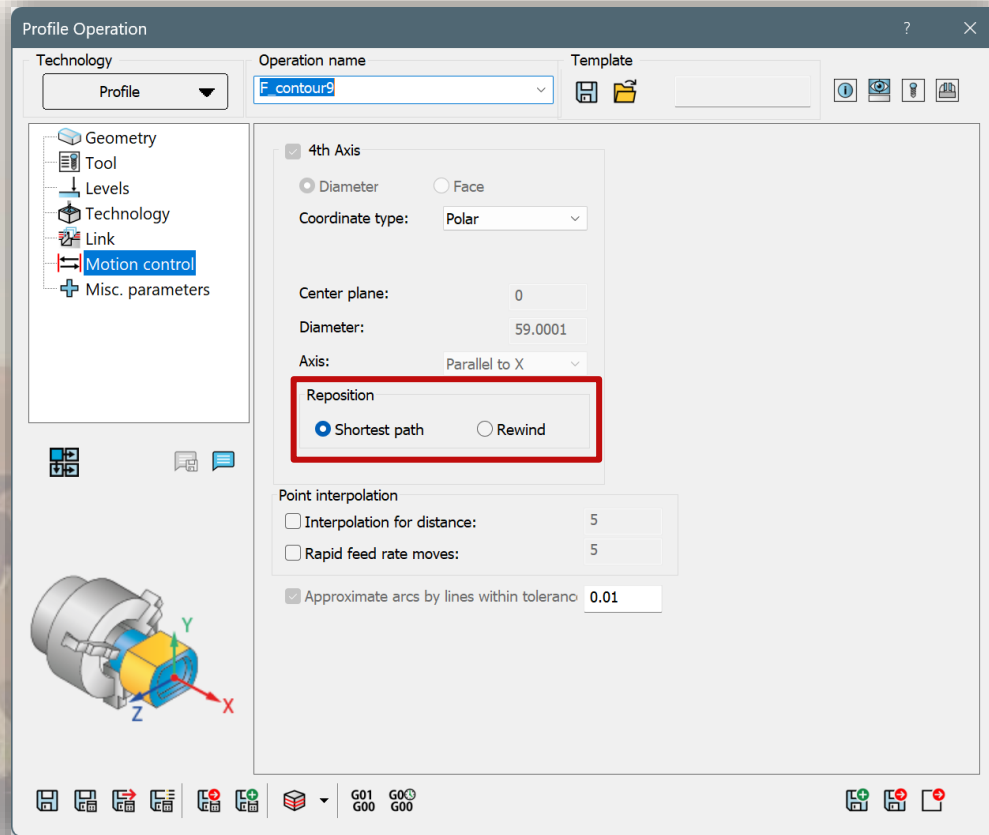 Profile Operation ?
Technology Operation name Template
Profile F_contour9
Geometry
Tool
Levels
Technology
Link
Motion control
Misc. parameters
4th Axis
Diameter Face
Coordinate type: Polar
Center plane: 0
Diameter: 59.0001
Axis: Parallel to X
Reposition
Shortest path Rewind
Point interpolation
Interpolation for distance: 5
Rapid feed rate moves: 5
Approximate arcs by lines within toleranc 0.01
Y
X
Z
G01 G00
G00 G00